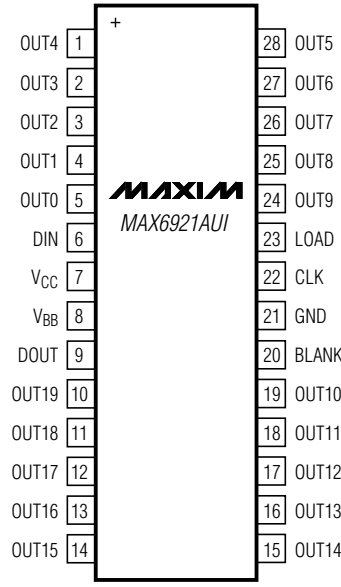 +
OUT4 1 28 OUT5
OUT3 2 27 OUT6
OUT2 3 26 OUT7
OUT1 4 25 OUT8
OUT0 5 MAXIM 24 OUT9
DIN 6 MAX6921AUI 23 LOAD
VCC 7 22 CLK
VBB 8 21 GND
DOUT 9 20 BLANK
OUT19 10 19 OUT10
OUT18 11 18 OUT11
OUT17 12 17 OUT12
OUT16 13 16 OUT13
OUT15 14 15 OUT14